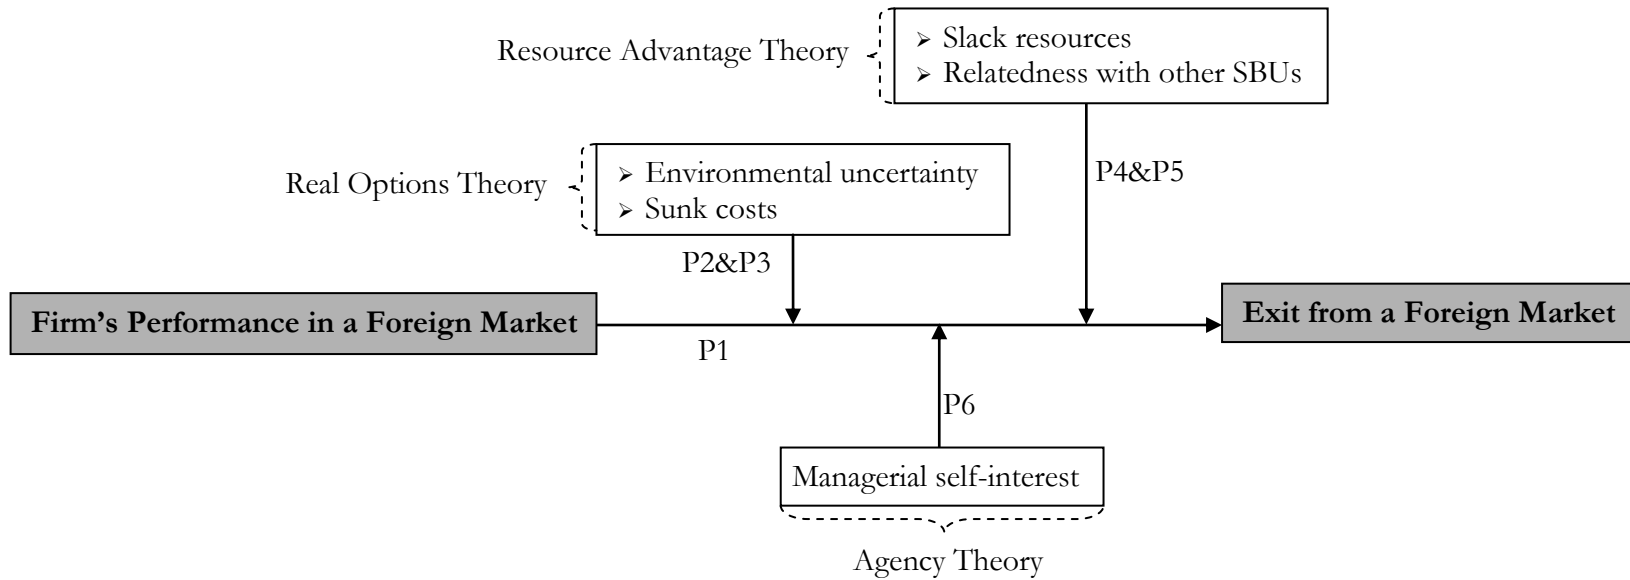 Resource Advantage Theory
➢ Slack resources
➢ Relatedness with other SBUs
Real Options Theory
➢ Environmental uncertainty
➢ Sunk costs
P4&P5
P2&P3
Firm’s Performance in a Foreign Market
Exit from a Foreign Market
P1
P6
Managerial self-interest
Agency Theory